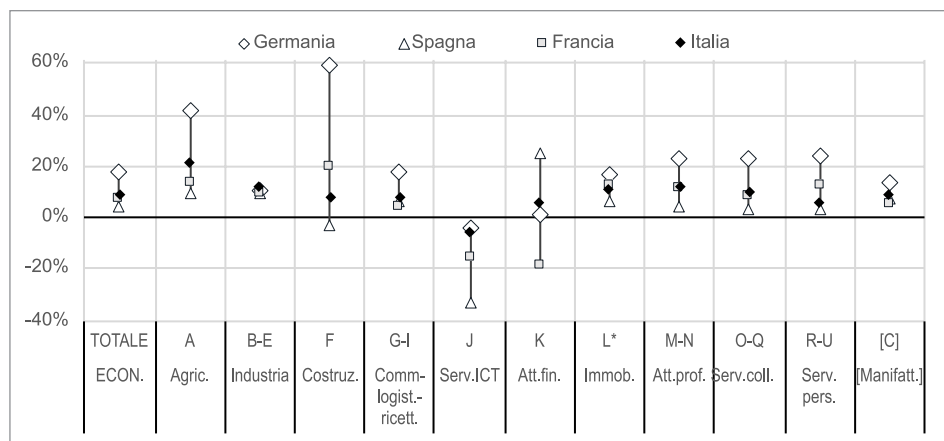 Germania Spagna Francia Italia
60%
40%
20%
0%
-20%
-40%
TOTALE A B-E F G-I J K L* M-N O-Q R-U [C]
ECON. Agric. Industria Costruz. Comm- Serv.ICT Att.fin. Immob. Att.prof. Serv.coll. Serv. [Manifatt.]
logist.- pers.
ricett.